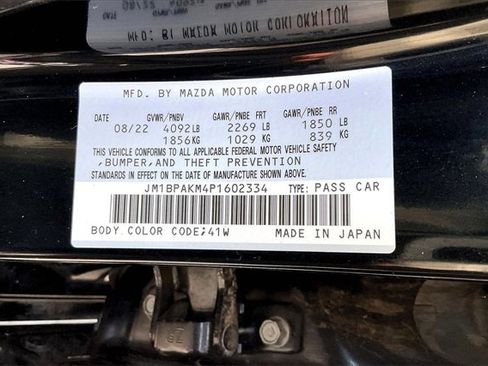 MFD. BY MAZDA MOTOR CORPORATION
DATE GVWR/PNBV GAWR/PNBE FRT GAWR/PNBE RR
08/22 4092LB 2269 LB 1850 LB
1856KG 1029 KG 839 KG
THIS VEHICLE CONFORMS TO ALL APPLICABLE FEDERAL MOTOR VEHICLE SAFETY
,BUMPER,AND THEFT PREVENTION
STANDARDS IN EFFECT ON THE DATE OF MANUFACTURE SHOWN ABOVE.
JM1BPAKM4P1602334 TYPE: PASS CAR
BODY COLOR CODE;41W MADE IN JAPAN